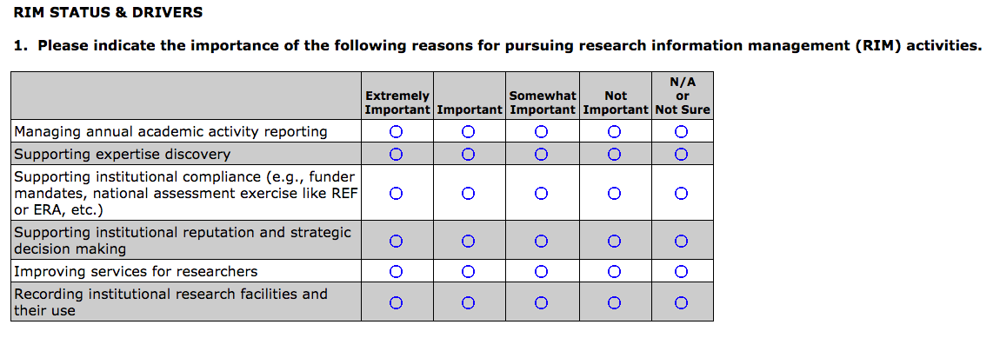 RIM STATUS & DRIVERS
1. Please indicate the importance of the following reasons for pursuing research information management (RIM) activities.
Extremely Important
Important
Somewhat Important
Not Important
N/A or Not Sure
Managing annual academic activity reporting
Supporting expertise discovery
Supporting institutional compliance (e.g., funder
mandates, national assessment exercise like REF
or ERA, etc.)
Supporting institutional reputation and strategic
decision making
Improving services for researchers
Recording institutional research facilities and
their use